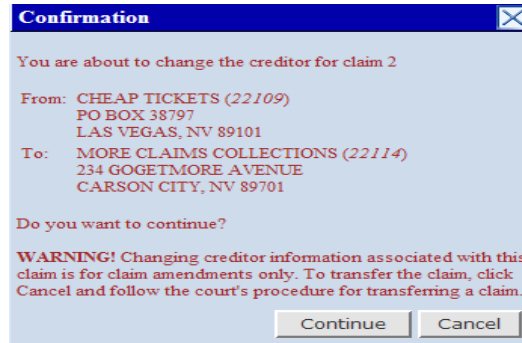 Confirmation
You are about to change the creditor for claim 2
From: CHEAP TICKETS (22109)
PO BOX 38797
LAS VEGAS, NV 89101
To: MORE CLAIMS COLLECTIONS (22114)
234 GOGETMORE AVENUE
CARSON CITY, NV 89701
Do you want to continue?
WARNING! Changing creditor information associated with this
claim is for claim amendments only. To transfer the claim, click
Cancel and follow the court's procedure for transferring a claim.
Continue Cancel